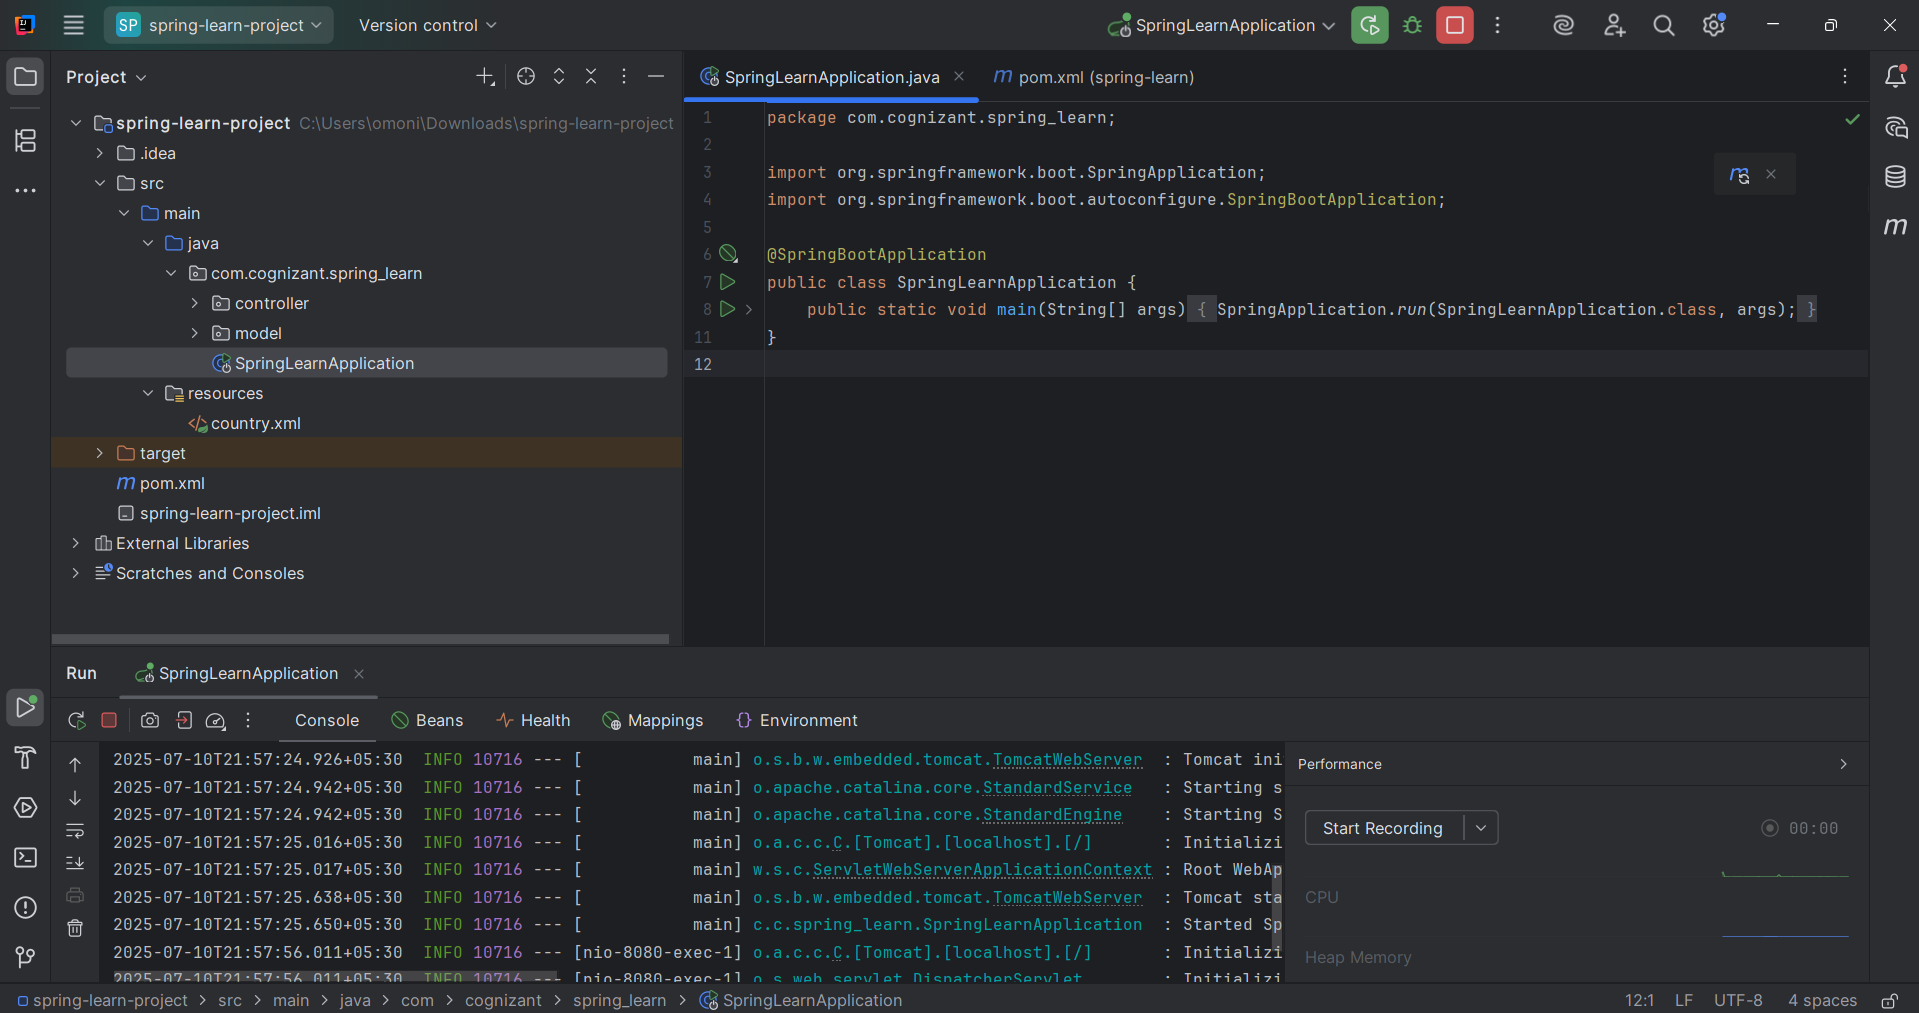 SP spring-learn-project Version control SpringLearnApplication
Project
spring-learn-project C:\Users\omoni\Downloads\spring-learn-project
.idea
src
main
java
com.cognizant.spring_learn
controller
model
SpringLearnApplication
resources
country.xml
target
pom.xml
spring-learn-project.iml
External Libraries
Scratches and Consoles
SpringLearnApplication.java pom.xml (spring-learn)
1 package com.cognizant.spring_learn;
2
3 import org.springframework.boot.SpringApplication;
4 import org.springframework.boot.autoconfigure.SpringBootApplication;
5
6 @SpringBootApplication
7 public class SpringLearnApplication {
8 public static void main(String[] args) { SpringApplication.run(SpringLearnApplication.class, args); }
11 }
12
Run SpringLearnApplication
Console Beans Health Mappings Environment
2025-07-10T21:57:24.926+05:30 INFO 10716 --- [ main] o.s.b.w.embedded.tomcat.TomcatWebServer : Tomcat ini
2025-07-10T21:57:24.942+05:30 INFO 10716 --- [ main] o.apache.catalina.core.StandardService : Starting s
2025-07-10T21:57:24.942+05:30 INFO 10716 --- [ main] o.apache.catalina.core.StandardEngine : Starting S
2025-07-10T21:57:25.016+05:30 INFO 10716 --- [ main] o.a.c.c.C.[Tomcat].[localhost].[/] : Initializi
2025-07-10T21:57:25.017+05:30 INFO 10716 --- [ main] w.s.c.ServletWebServerApplicationContext : Root WebAp
2025-07-10T21:57:25.638+05:30 INFO 10716 --- [ main] o.s.b.w.embedded.tomcat.TomcatWebServer : Tomcat sta
2025-07-10T21:57:25.650+05:30 INFO 10716 --- [ main] c.c.spring_learn.SpringLearnApplication : Started Sp
2025-07-10T21:57:56.011+05:30 INFO 10716 --- [nio-8080-exec-1] o.a.c.c.C.[Tomcat].[localhost].[/] : Initializi
2025-07-10T21:57:56.011+05:30 INFO 10716 --- [nio-8080-exec-1] o.s.web.servlet.DispatcherServlet : Initializi
Performance
Start Recording 00:00
CPU
Heap Memory
spring-learn-project > src > main > java > com > cognizant > spring_learn > SpringLearnApplication 12:1 LF UTF-8 4 spaces